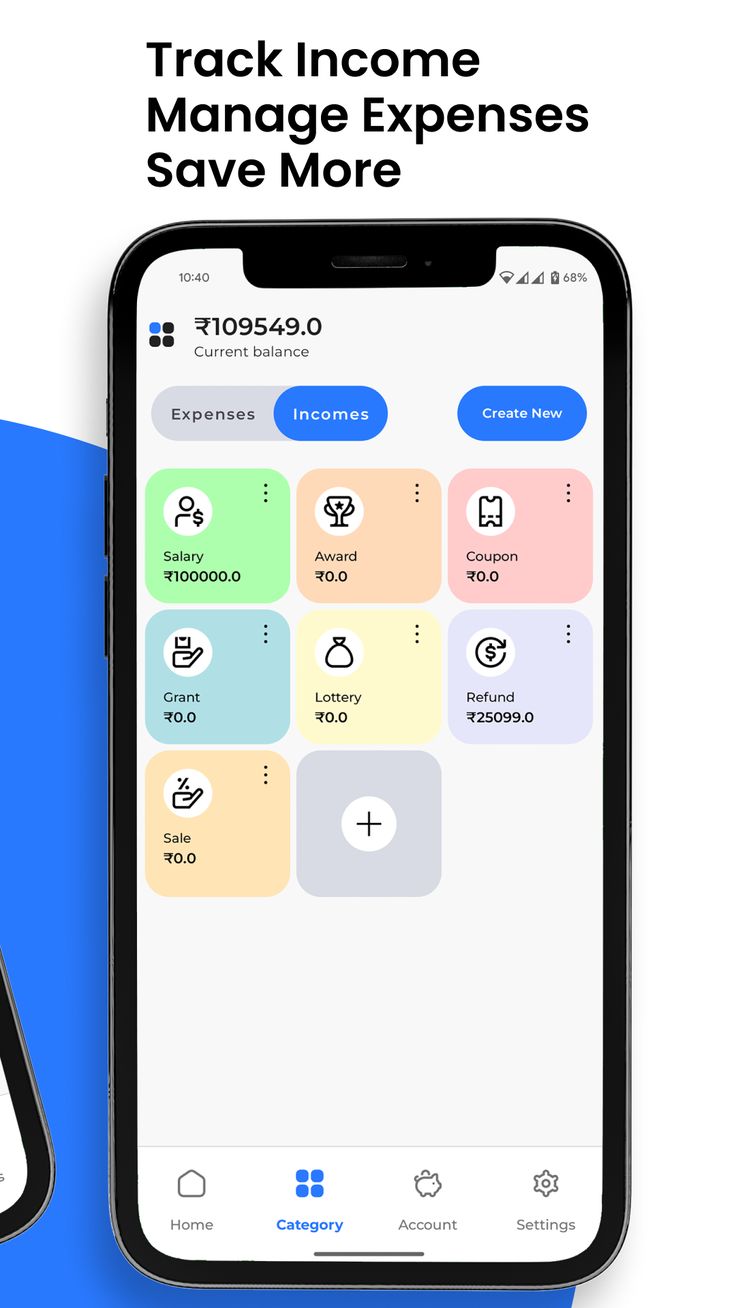 Track Income
Manage Expenses
Save More
10:40
68%
₹109549.0
Current balance
Expenses
Incomes
Create New
Salary
₹100000.0
Award
₹0.0
Coupon
₹0.0
Grant
₹0.0
Lottery
₹0.0
Refund
₹25099.0
Sale
₹0.0
Home
Category
Account
Settings